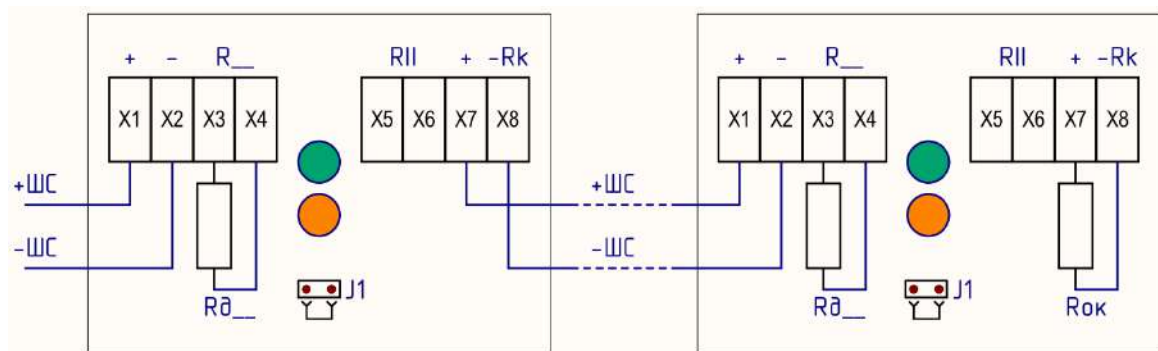 + - R__ RII + -Rk + - R__ RII + -Rk
X1 X2 X3 X4 X5 X6 X7 X8 X1 X2 X3 X4 X5 X6 X7 X8
+ШС +ШС
-ШС -ШС
Rд__ J1 Rд__ J1 Rок